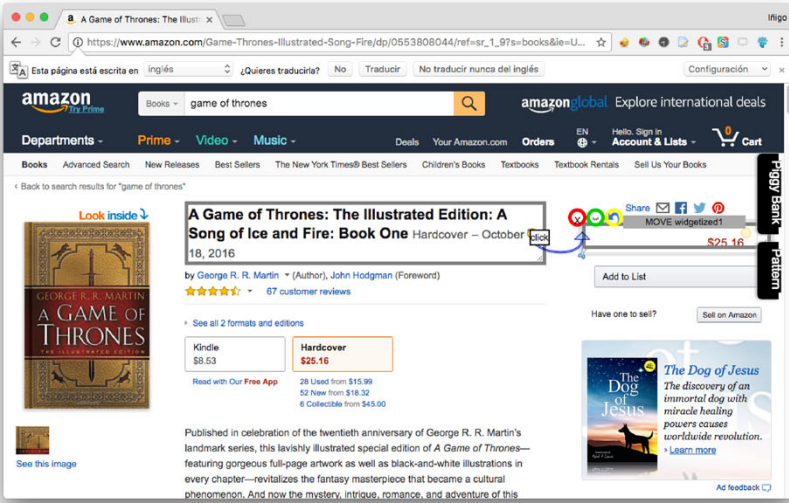 A Game of Thrones: The Illustr x
Iñigo
https://www.amazon.com/Game-Thrones-Illustrated-Song-Fire/dp/0553808044/ref=sr_1_9?s=books&ie=U...
Esta página está escrita en inglés ¿Quieres traducirla? No Traducir No traducir nunca del inglés Configuración x
amazon
Try Prime
Books game of thrones
amazonglobal Explore international deals
Departments Prime Video Music Deals Your Amazon.com Orders EN Hello. Sign in Account & Lists 0 Cart
Books Advanced Search New Releases Best Sellers The New York Times® Best Sellers Children's Books Textbooks Textbook Rentals Sell Us Your Books
‹ Back to search results for "game of thrones"
Piggy Bank
Pattern
Look inside
GEORGE R. R. MARTIN
A GAME OF
THRONES
THE ILLUSTRATED EDITION
See this image
A Game of Thrones: The Illustrated Edition: A
Song of Ice and Fire: Book One Hardcover – October
18, 2016
click
by George R. R. Martin (Author), John Hodgman (Foreword)
67 customer reviews
See all 2 formats and editions
Kindle
$8.53
Hardcover
$25.16
Read with Our Free App
28 Used from $15.99
52 New from $18.32
6 Collectible from $45.00
Published in celebration of the twentieth anniversary of George R. R. Martin's
landmark series, this lavishly illustrated special edition of A Game of Thrones—
featuring gorgeous full-page artwork as well as black-and-white illustrations in
every chapter—revitalizes the fantasy masterpiece that became a cultural
phenomenon. And now the mystery, intrigue, romance, and adventure of this
Share
X
MOVE widgetized1
$25.16
Add to List
Have one to sell? Sell on Amazon
The
Dog
of
Jesus
The Dog of Jesus
The discovery of an
immortal dog with
miracle healing
powers causes
worldwide revolution.
› Learn more
Ad feedback